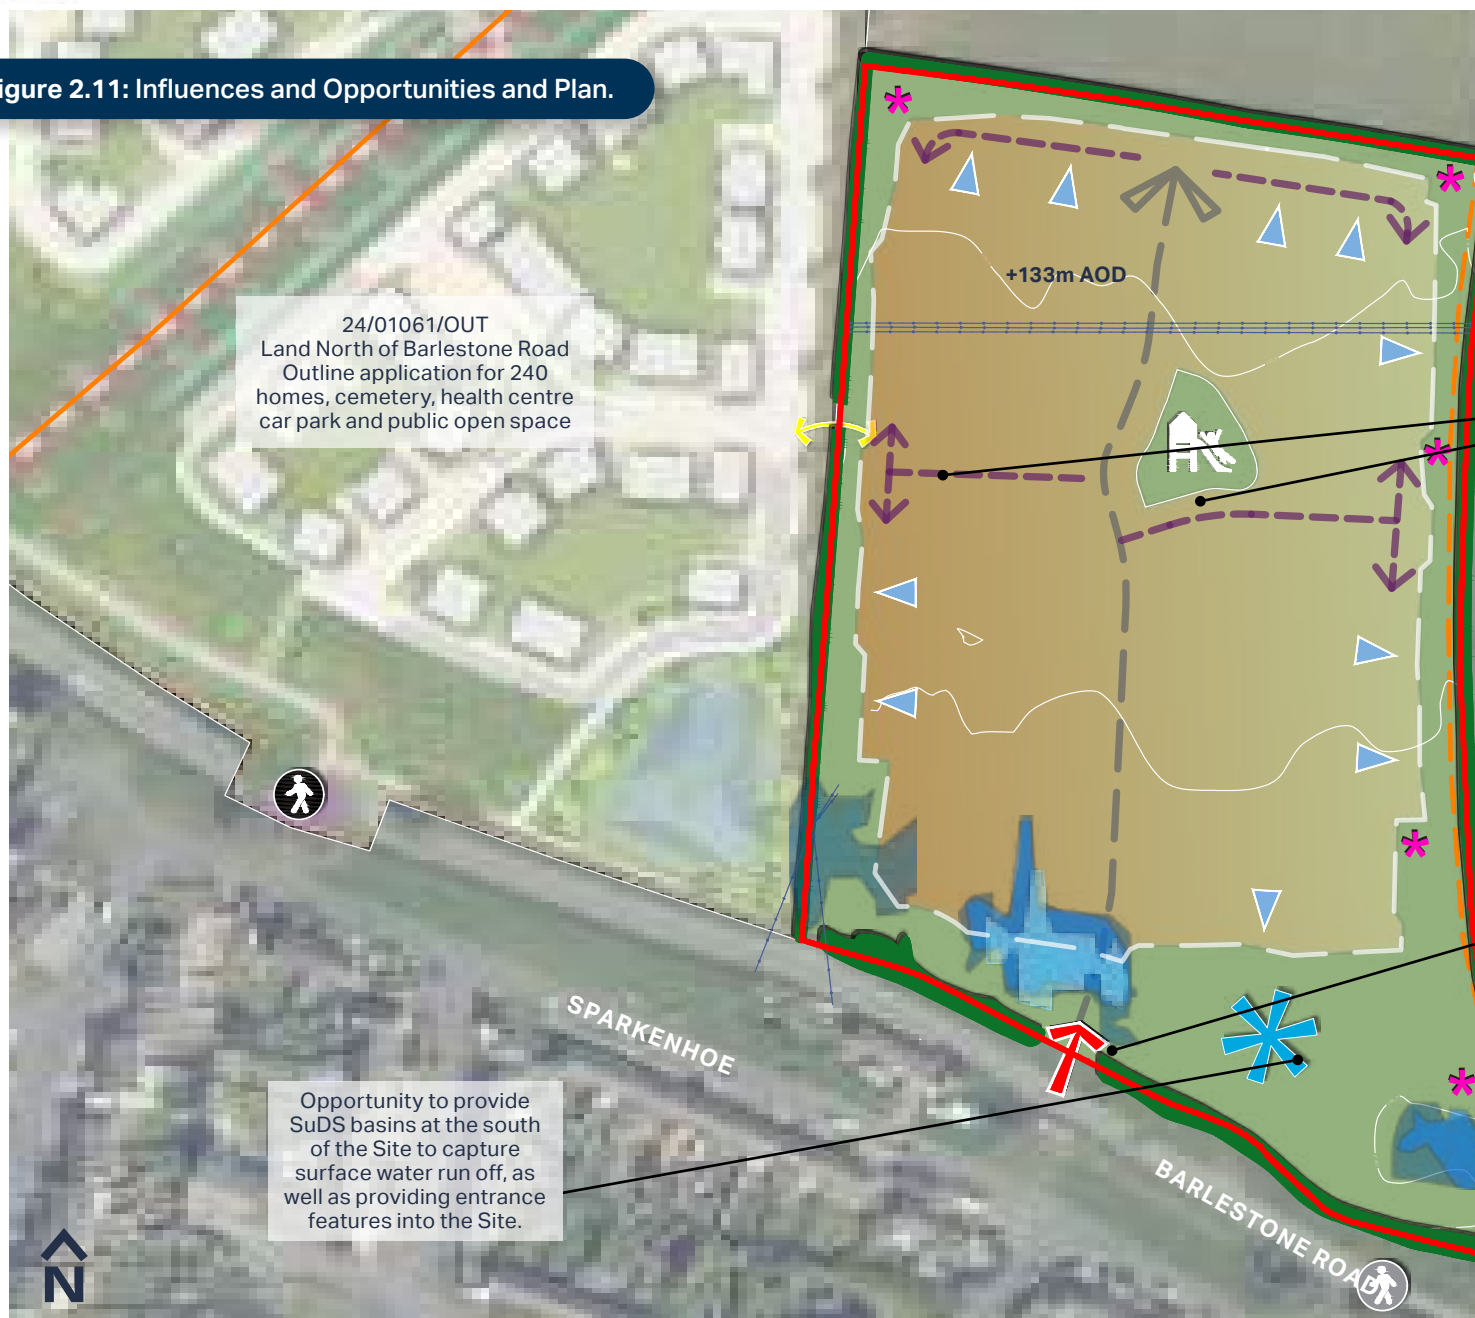 igure 2.11: Influences and Opportunities and Plan.
+133m AOD
24/01061/OUT
Land North of Barlestone Road
Outline application for 240
homes, cemetery, health centre
car park and public open space
SPARKENHOE
Opportunity to provide
SuDS basins at the south
of the Site to capture
surface water run off, as
well as providing entrance
features into the Site.
BARLESTONE ROAD
N